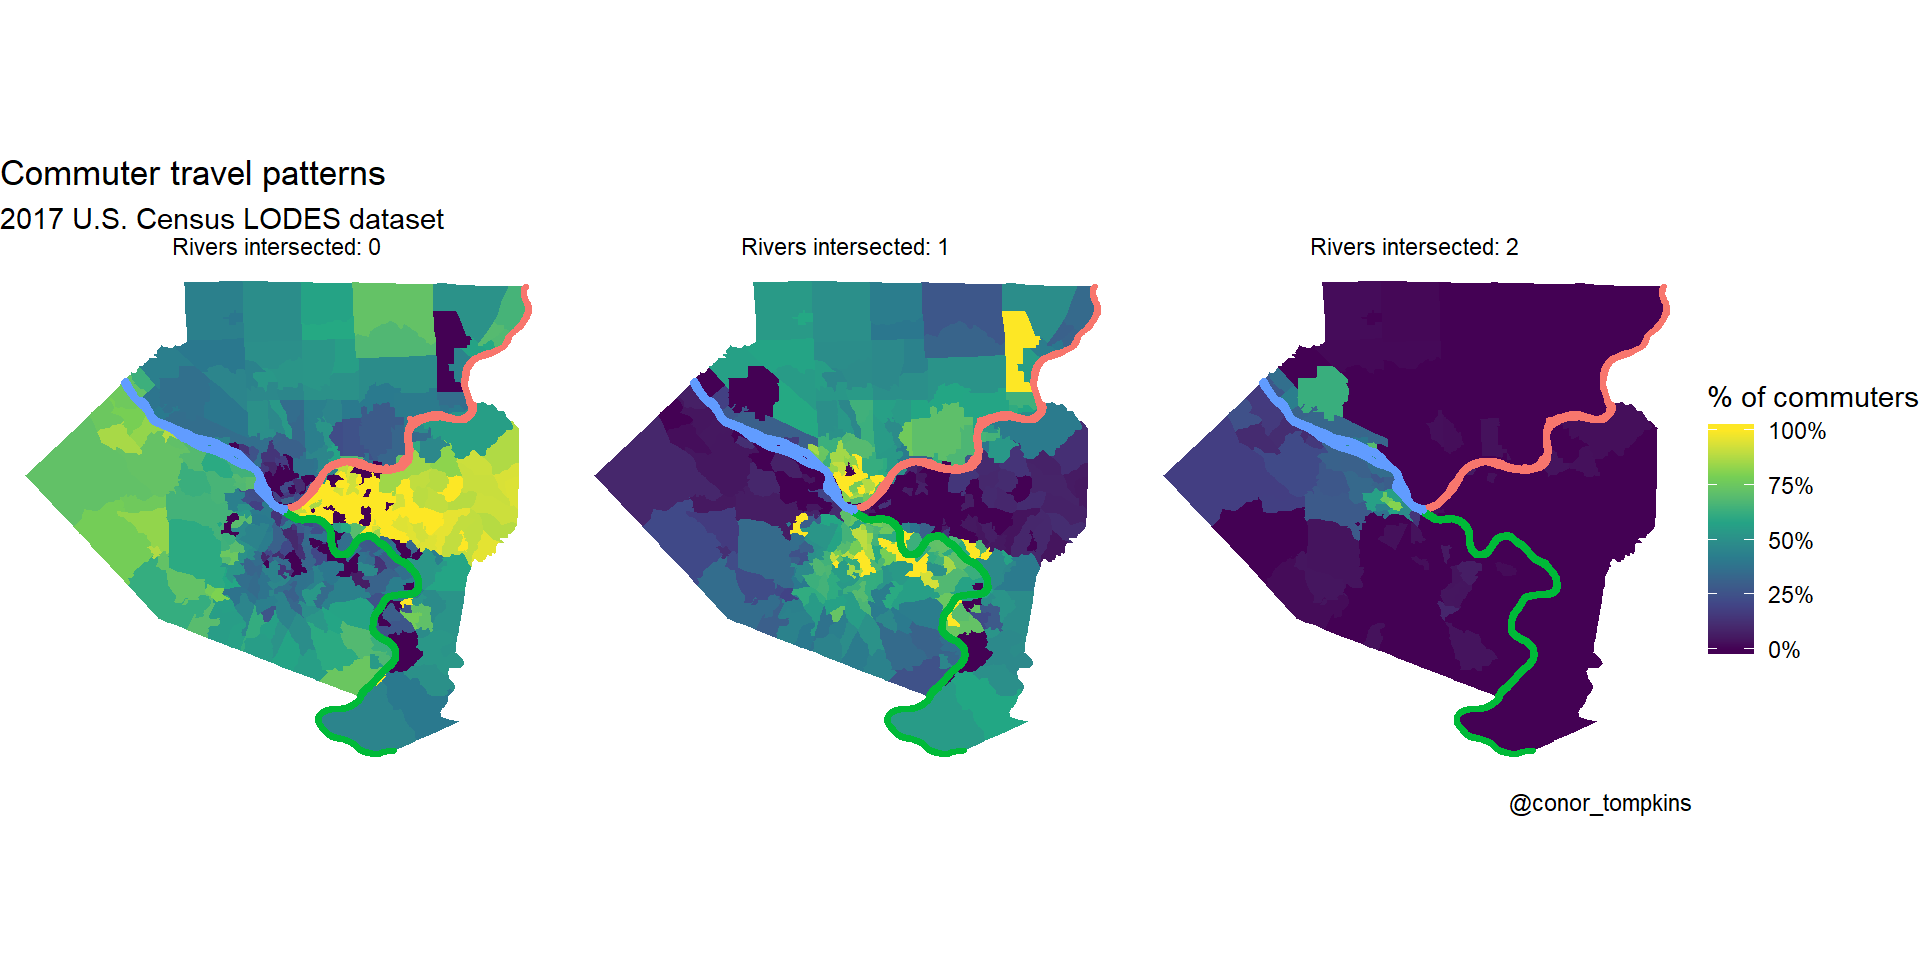 Commuter travel patterns
2017 U.S. Census LODES dataset
Rivers intersected: 0
Rivers intersected: 1
Rivers intersected: 2
% of commuters
100%
75%
50%
25%
0%
@conor_tompkins